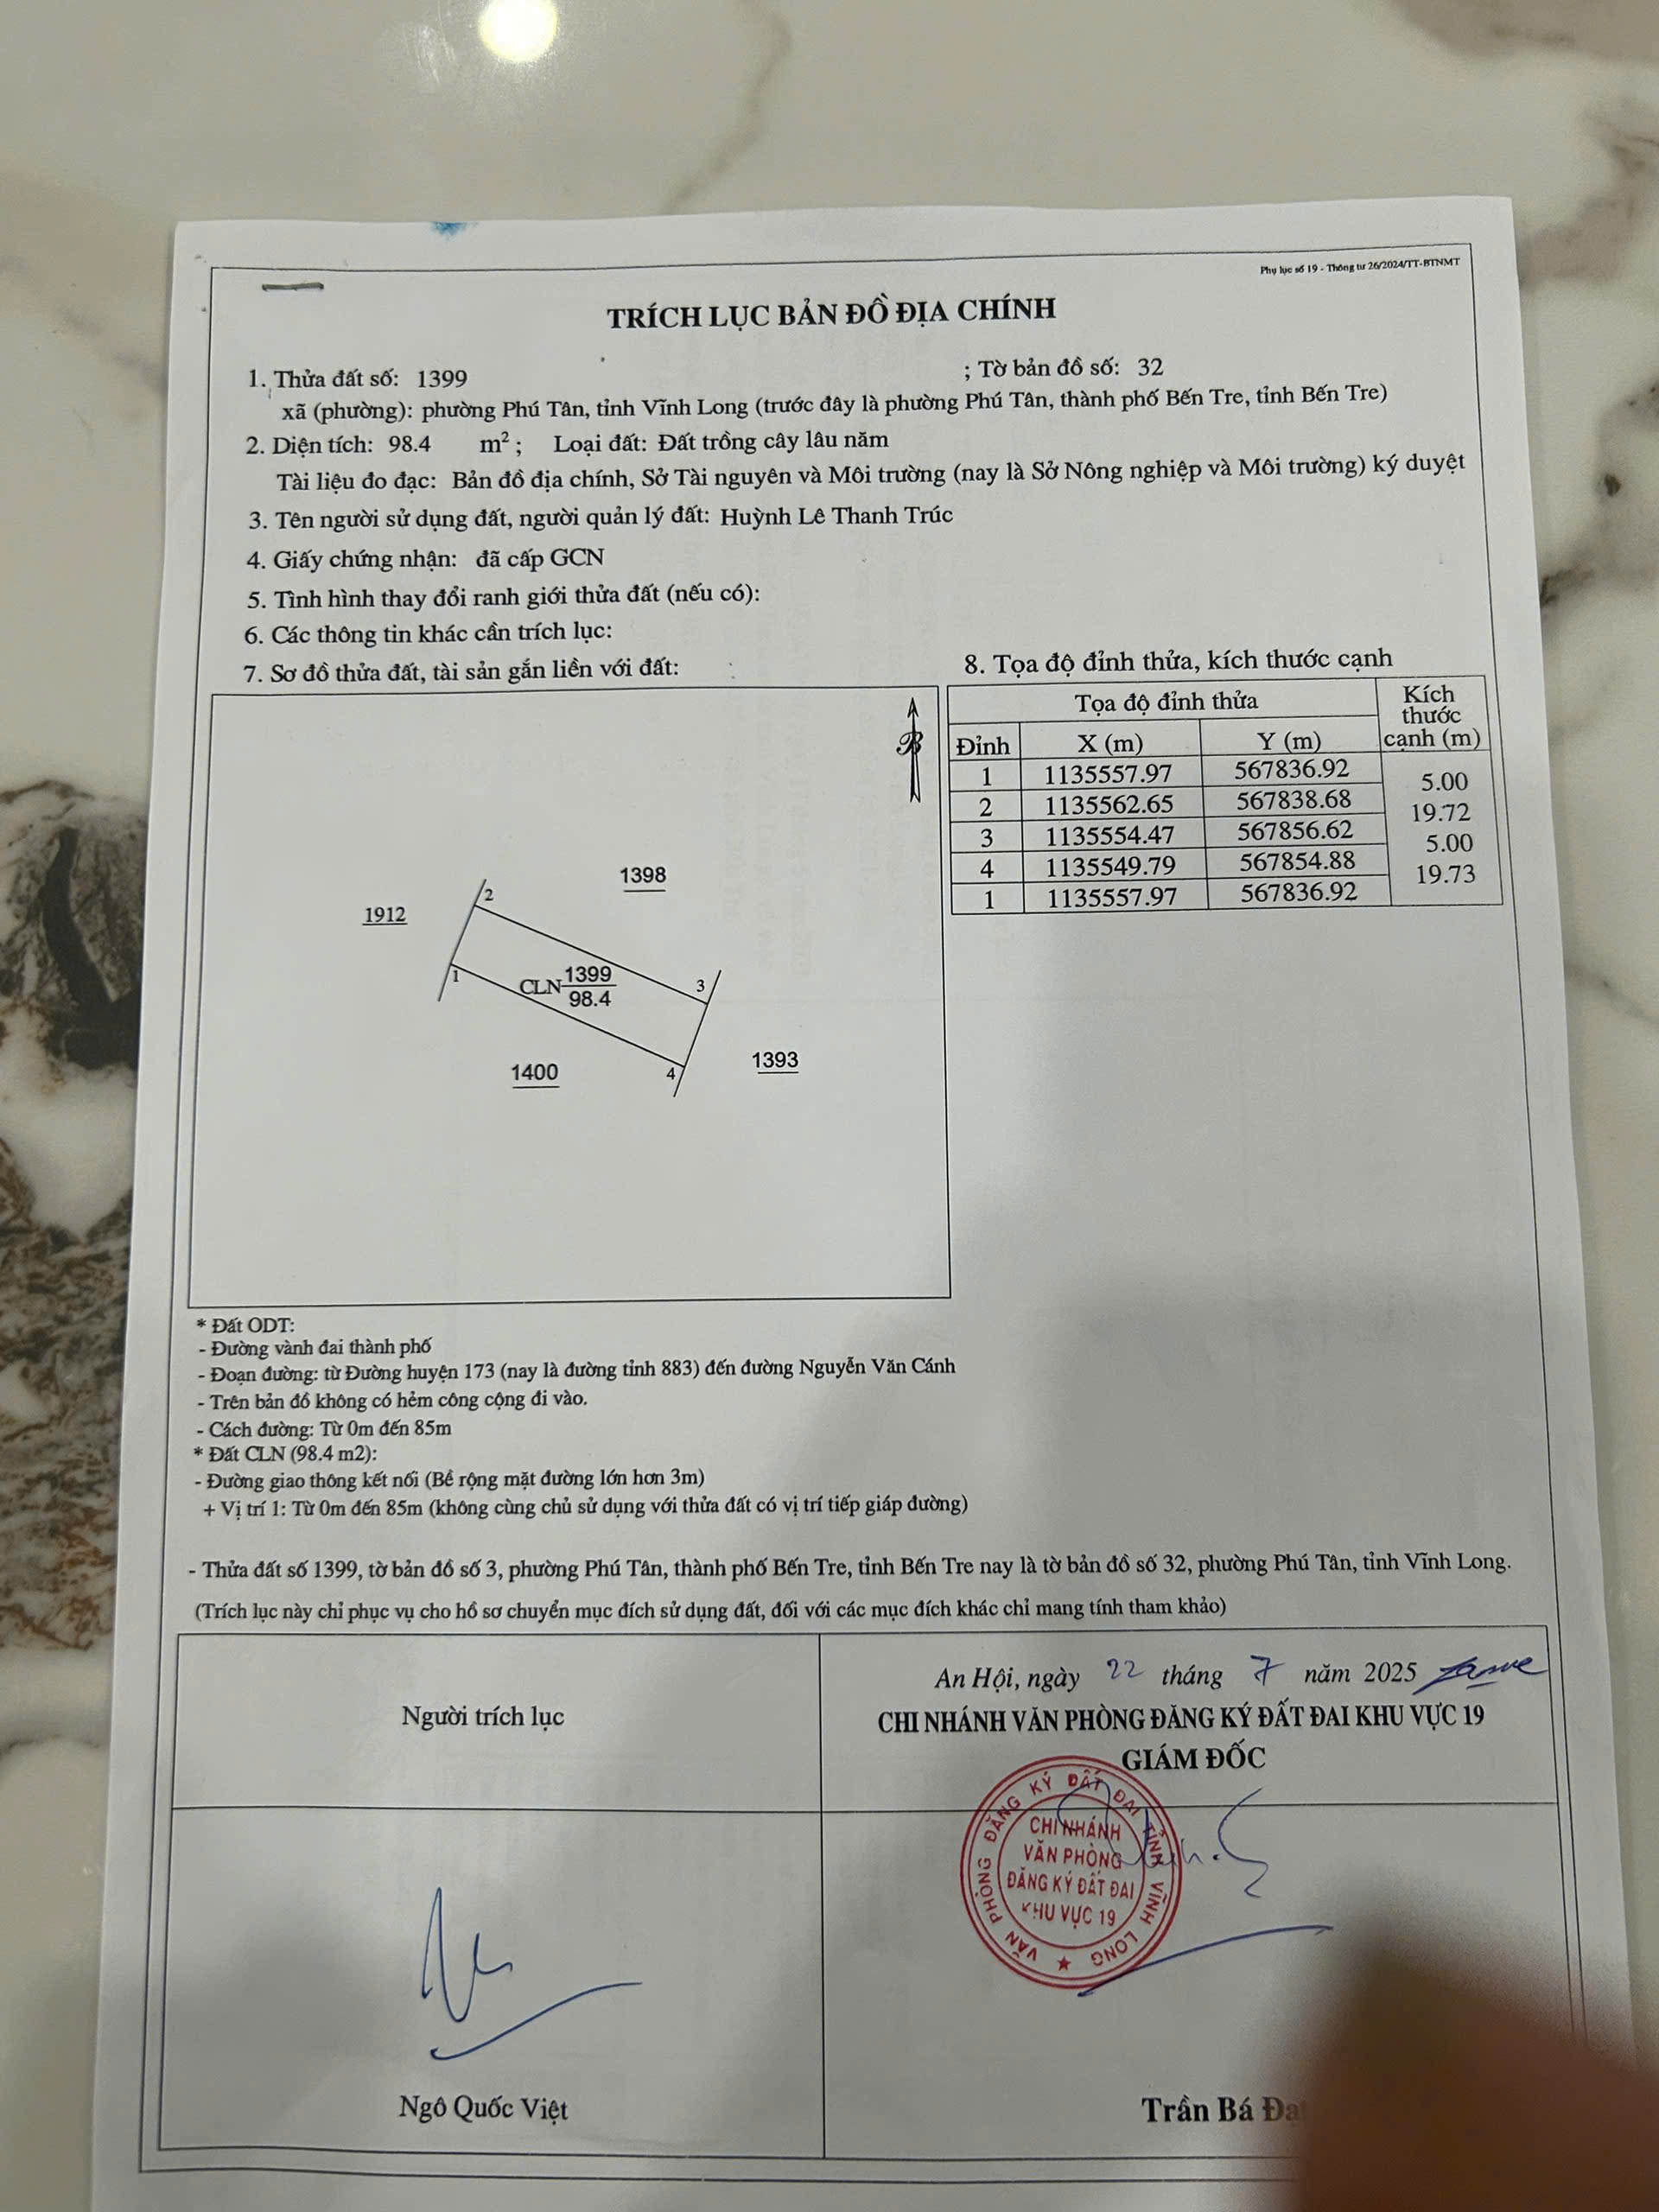 Phụ lục số 19 - Thông tư 26/2024/TT-BTNMT
TRÍCH LỤC BẢN ĐỒ ĐỊA CHÍNH
1. Thửa đất số: 1399 ; Tờ bản đồ số: 32
xã (phường): phường Phú Tân, tỉnh Vĩnh Long (trước đây là phường Phú Tân, thành phố Bến Tre, tỉnh Bến Tre)
2. Diện tích: 98.4 m²; Loại đất: Đất trồng cây lâu năm
Tài liệu đo đạc: Bản đồ địa chính, Sở Tài nguyên và Môi trường (nay là Sở Nông nghiệp và Môi trường) ký duyệt
3. Tên người sử dụng đất, người quản lý đất: Huỳnh Lê Thanh Trúc
4. Giấy chứng nhận: đã cấp GCN
5. Tình hình thay đổi ranh giới thửa đất (nếu có):
6. Các thông tin khác cần trích lục:
7. Sơ đồ thửa đất, tài sản gắn liền với đất:
B
1398
1912
2
1
CLN 1399
98.4
3
1400
4
1393
8. Tọa độ đỉnh thửa, kích thước cạnh
Tọa độ đỉnh thửa Kích thước cạnh (m)
Đỉnh X (m) Y (m)
1 1135557.97 567836.92
5.00
2 1135562.65 567838.68
19.72
3 1135554.47 567856.62
5.00
4 1135549.79 567854.88
19.73
1 1135557.97 567836.92
* Đất ODT:
- Đường vành đai thành phố
- Đoạn đường: từ Đường huyện 173 (nay là đường tỉnh 883) đến đường Nguyễn Văn Cánh
- Trên bản đồ không có hẻm công cộng đi vào.
- Cách đường: Từ 0m đến 85m
* Đất CLN (98.4 m2):
- Đường giao thông kết nối (Bề rộng mặt đường lớn hơn 3m)
+ Vị trí 1: Từ 0m đến 85m (không cùng chủ sử dụng với thửa đất có vị trí tiếp giáp đường)
- Thửa đất số 1399, tờ bản đồ số 3, phường Phú Tân, thành phố Bến Tre, tỉnh Bến Tre nay là tờ bản đồ số 32, phường Phú Tân, tỉnh Vĩnh Long.
(Trích lục này chỉ phục vụ cho hồ sơ chuyển mục đích sử dụng đất, đối với các mục đích khác chỉ mang tính tham khảo)
Người trích lục
Ngô Quốc Việt
An Hội, ngày 22 tháng 7 năm 2025
CHI NHÁNH VĂN PHÒNG ĐĂNG KÝ ĐẤT ĐAI KHU VỰC 19
GIÁM ĐỐC
VĂN PHÒNG ĐĂNG KÝ ĐẤT ĐAI TỈNH VĨNH LONG
CHI NHÁNH
VĂN PHÒNG
ĐĂNG KÝ ĐẤT ĐAI
KHU VỰC 19
Trần Bá